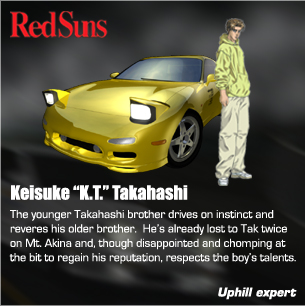 RedSuns
Keisuke “K.T.” Takahashi
The younger Takahashi brother drives on instinct and
reveres his older brother.  He's already lost to Tak twice
on Mt. Akina and, though disappointed and chomping at
the bit to regain his reputation, respects the boy's talents.
Uphill expert